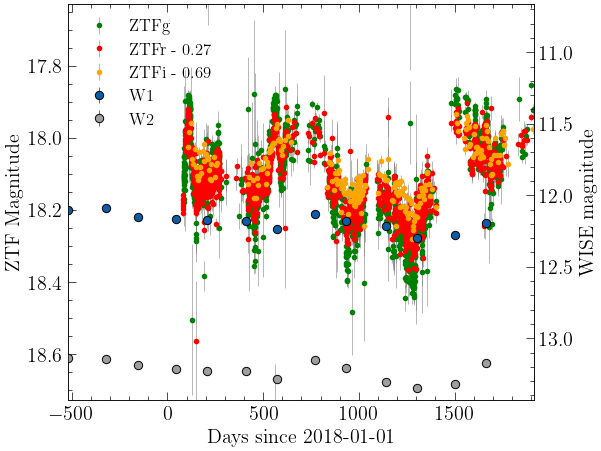 ZTFg
ZTFr - 0.27
ZTFi - 0.69
W1
W2
17.8
18.0
18.2
18.4
18.6
ZTF Magnitude
11.0
11.5
12.0
12.5
13.0
WISE magnitude
−500
0
500
1000
1500
Days since 2018-01-01